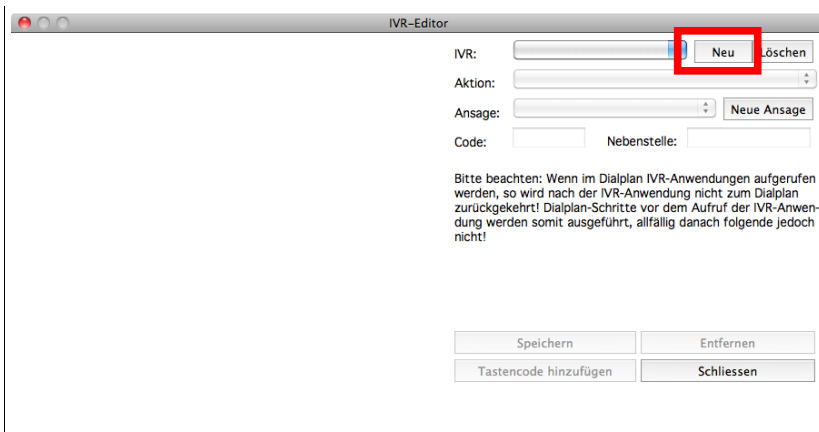 IVR-Editor
IVR: Neu Löschen
Aktion:
Ansage: Neue Ansage
Code: Nebenstelle:
Bitte beachten: Wenn im Dialplan IVR-Anwendungen aufgerufen
werden, so wird nach der IVR-Anwendung nicht zum Dialplan
zurückgekehrt! Dialplan-Schritte vor dem Aufruf der IVR-Anwen-
dung werden somit ausgeführt, allfällig danach folgende jedoch
nicht!
Speichern Entfernen
Tastencode hinzufügen Schliessen